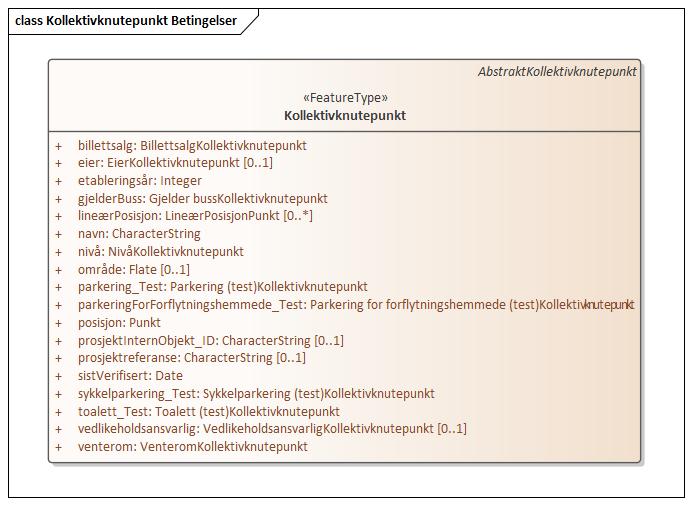 class Kollektivknutepunkt Betingelser
AbstraktKollektivknutepunkt
«FeatureType»
Kollektivknutepunkt
+ billettsalg: BillettsalgKollektivknutepunkt
+ eier: EierKollektivknutepunkt [0..1]
+ etableringsår: Integer
+ gjelderBuss: Gjelder bussKollektivknutepunkt
+ lineærPosisjon: LineærPosisjonPunkt [0..*]
+ navn: CharacterString
+ nivå: NivåKollektivknutepunkt
+ område: Flate [0..1]
+ parkering_Test: Parkering (test)Kollektivknutepunkt
+ parkeringForForflytningshemmede_Test: Parkering for forflytningshemmede (test)Kollektivknutepunkt
+ posisjon: Punkt
+ prosjektInternObjekt_ID: CharacterString [0..1]
+ prosjektreferanse: CharacterString [0..1]
+ sistVerifisert: Date
+ sykkelparkering_Test: Sykkelparkering (test)Kollektivknutepunkt
+ toalett_Test: Toalett (test)Kollektivknutepunkt
+ vedlikeholdsansvarlig: VedlikeholdsansvarligKollektivknutepunkt [0..1]
+ venterom: VenteromKollektivknutepunkt